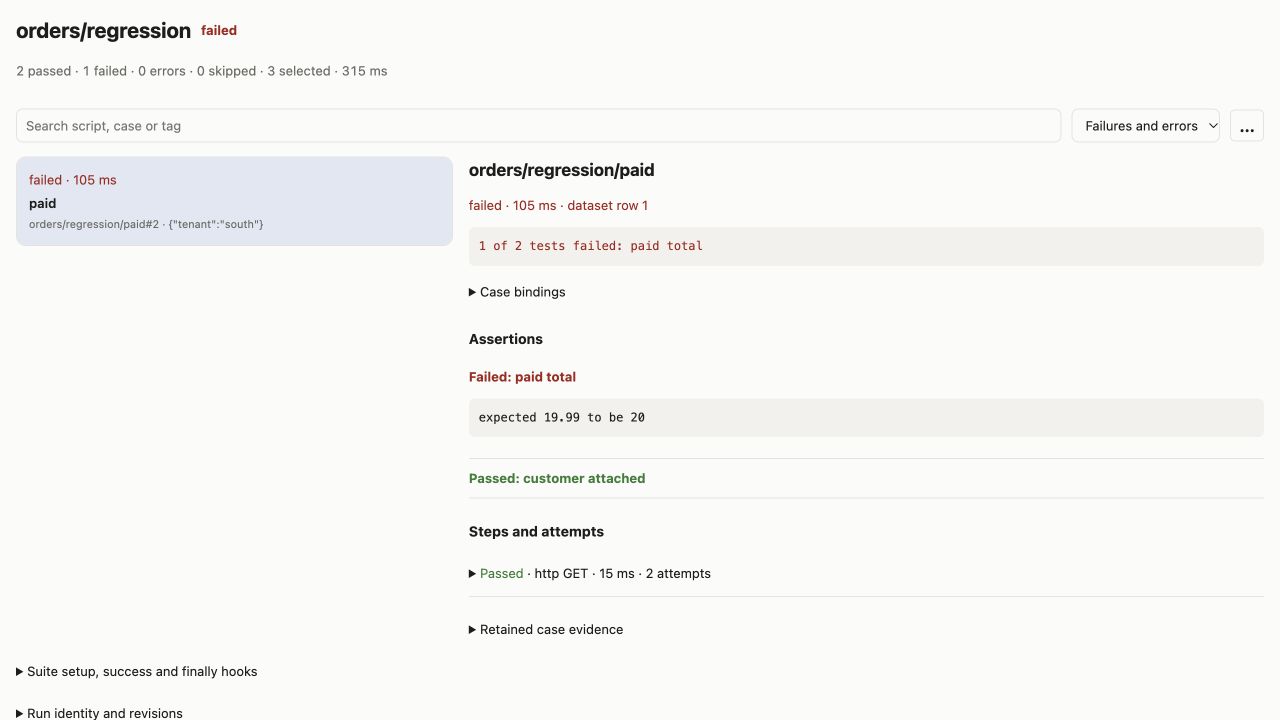 orders/regression failed
2 passed · 1 failed · 0 errors · 0 skipped · 3 selected · 315 ms
Search script, case or tag
Failures and errors
...
failed · 105 ms
paid
orders/regression/paid#2 · {"tenant":"south"}
orders/regression/paid
failed · 105 ms · dataset row 1
1 of 2 tests failed: paid total
Case bindings
Assertions
Failed: paid total
expected 19.99 to be 20
Passed: customer attached
Steps and attempts
Passed · http GET · 15 ms · 2 attempts
Retained case evidence
Suite setup, success and finally hooks
Run identity and revisions